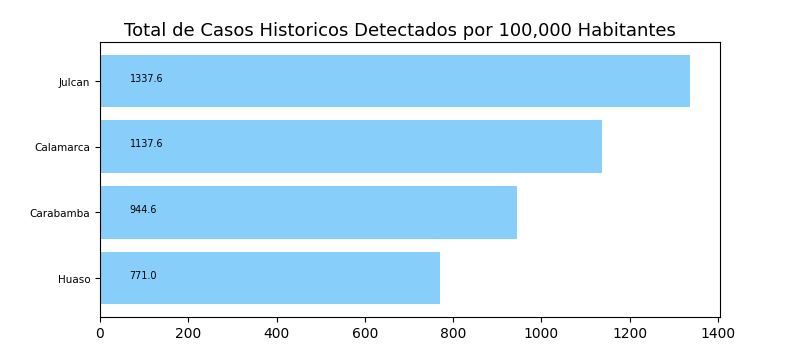 Total de Casos Historicos Detectados por 100,000 Habitantes
Julcan 1337.6
Calamarca 1137.6
Carabamba 944.6
Huaso 771.0
0 200 400 600 800 1000 1200 1400